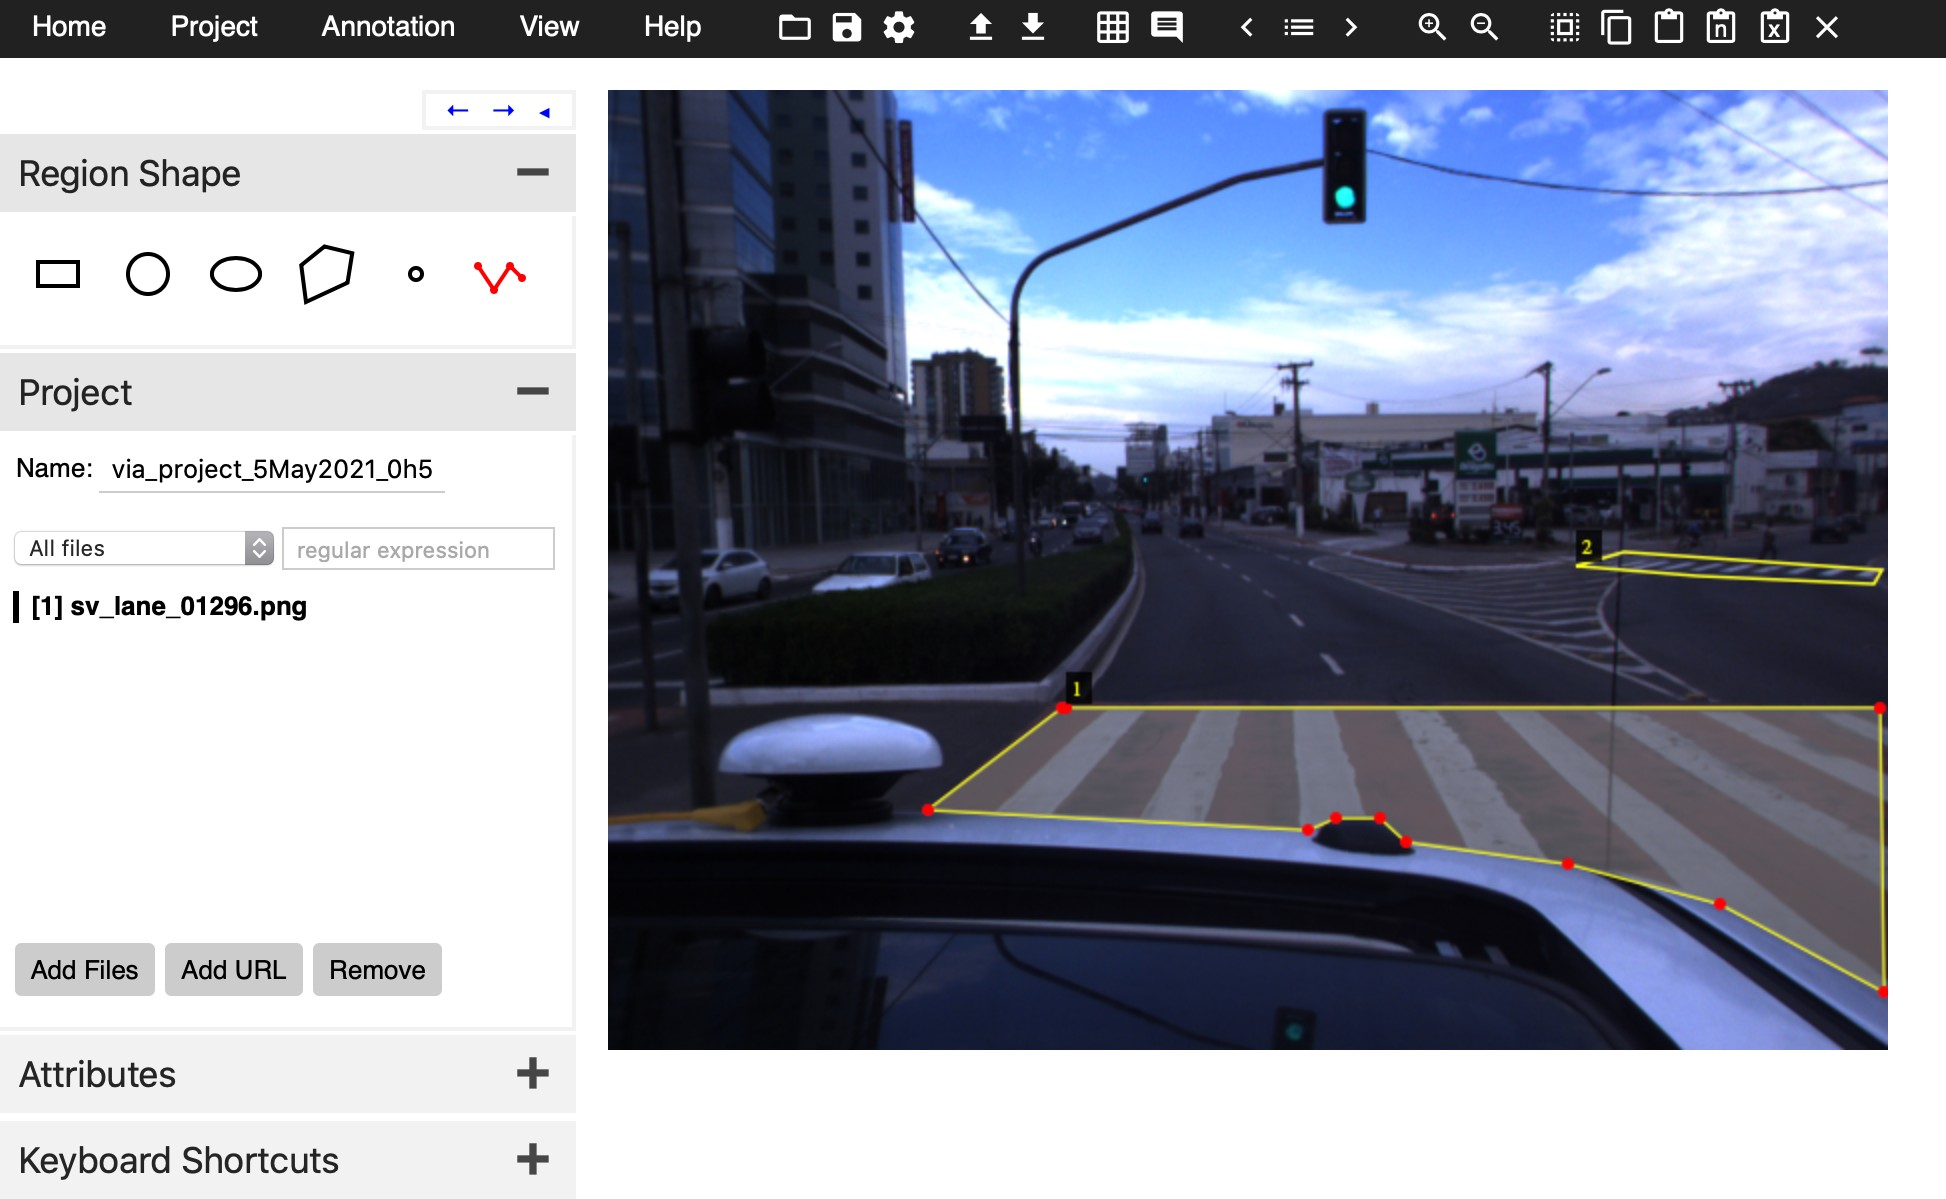 Home Project Annotation View Help
n x
Region Shape
Project
Name: via_project_5May2021_0h5
All files regular expression
[1] sv_lane_01296.png
Add Files Add URL Remove
Attributes
Keyboard Shortcuts
2
1